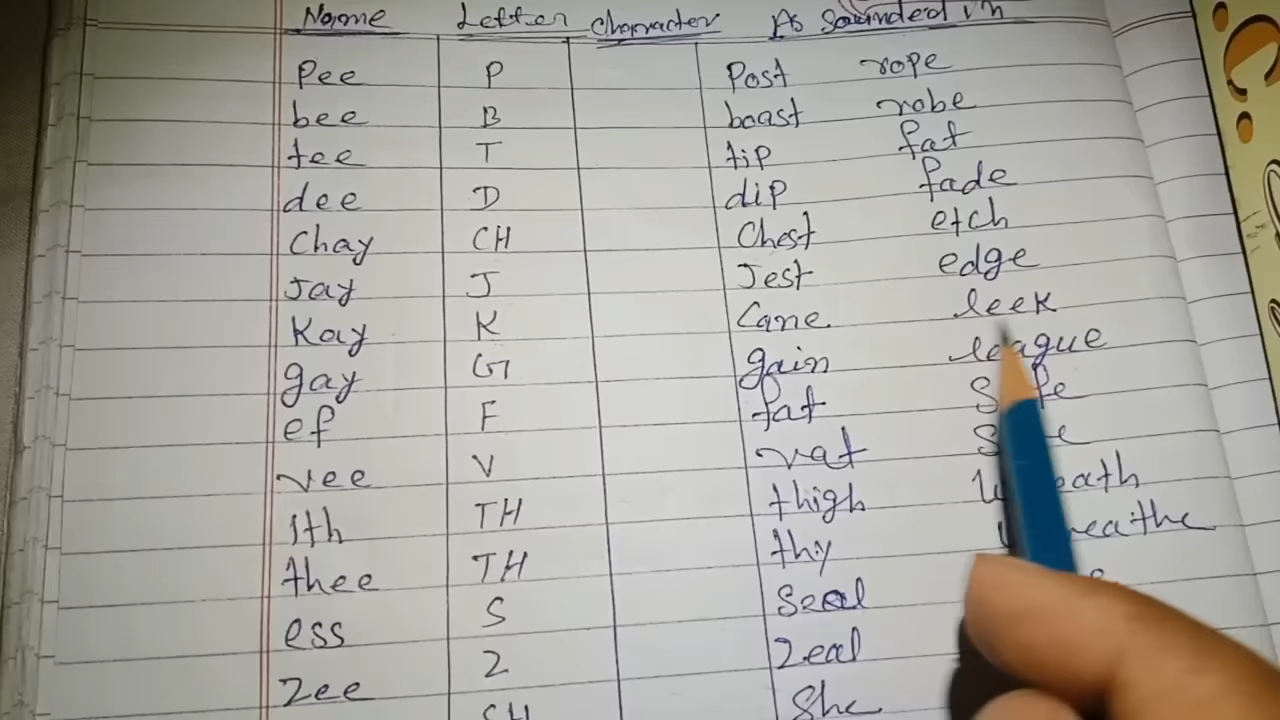 Name Letter Character As Sounded in
Pee P Post rope
bee B boast robe
tee T tip fat
dee D dip fade
Chay CH Chest etch
Jay J Jest edge
Kay K Cane leek
gay G gain league
ef F fat
vee V vat
ith TH thigh
thee TH thy
ess S Seal
Zee Z Zeal
SH She
C.